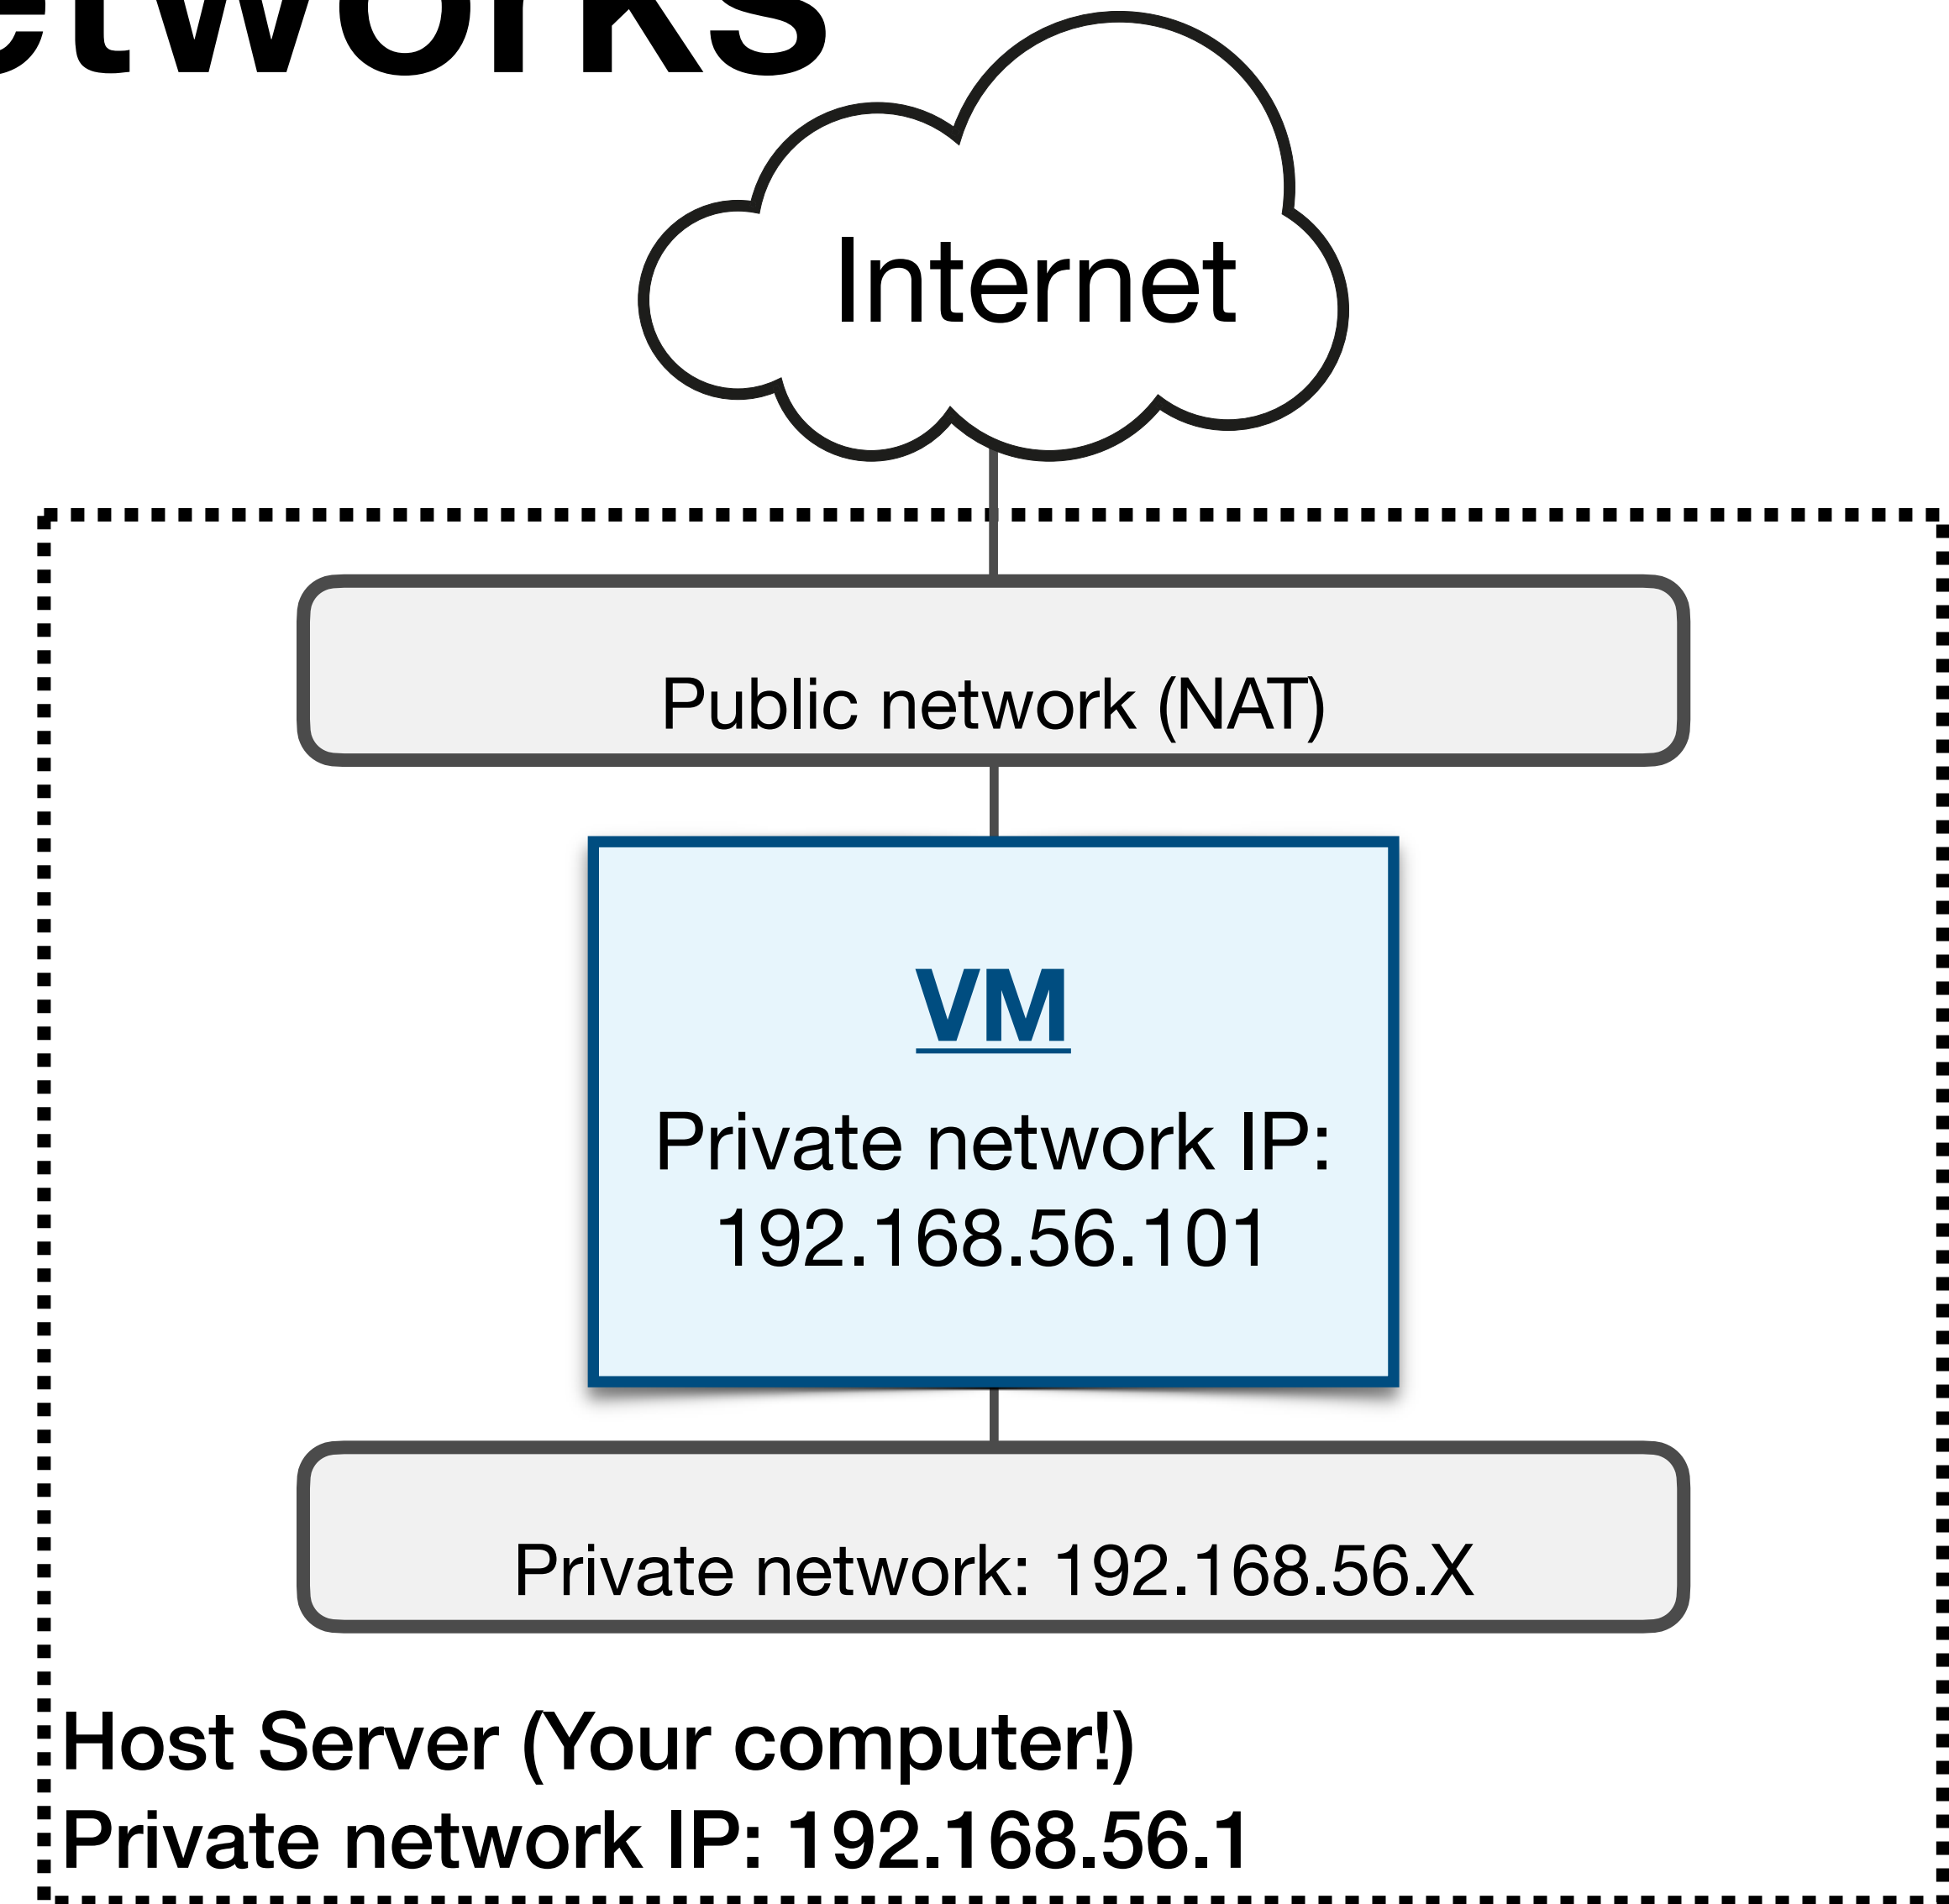 etworks
Internet
Public network (NAT)
VM
Private network IP:
192.168.56.101
Private network: 192.168.56.X
Host Server (Your computer!)
Private network IP: 192.168.56.1